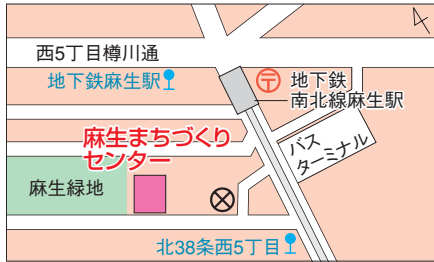 西5丁目樽川通
地下鉄麻生駅
地下鉄
南北線麻生駅
麻生まちづくり
センター
バス
ターミナル
麻生緑地
北38条西5丁目